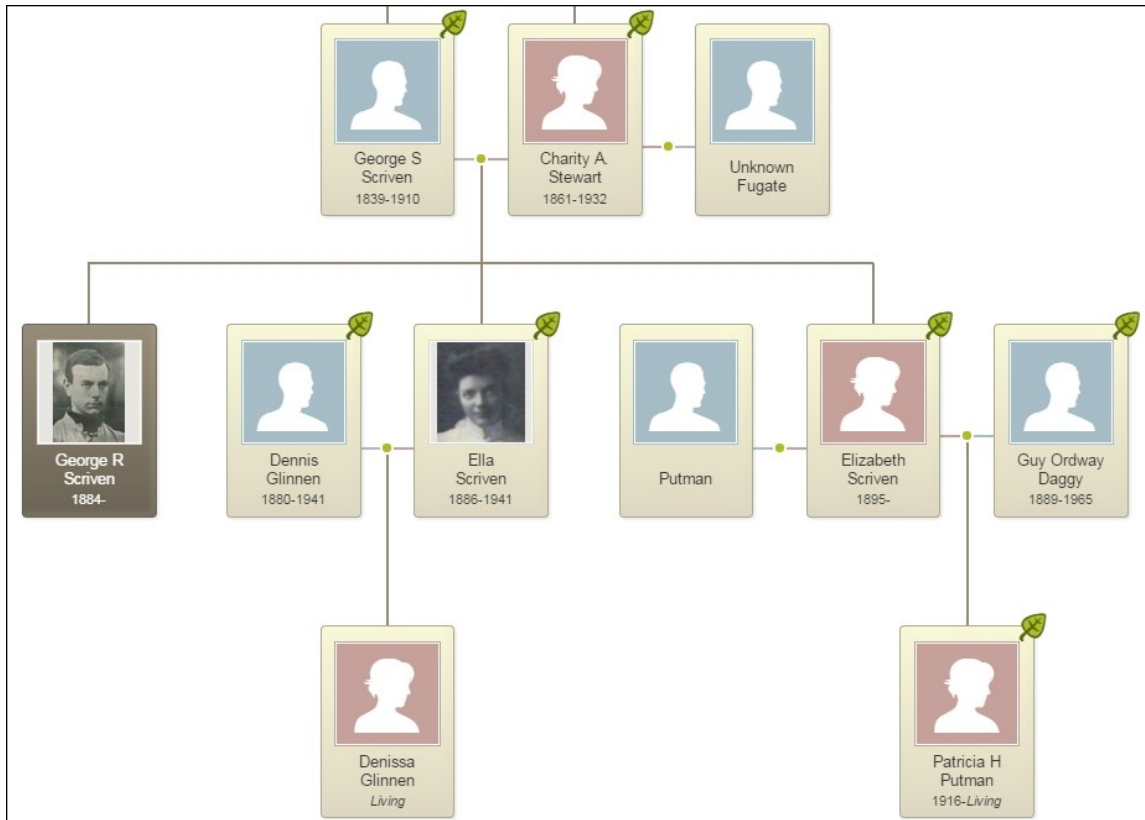 George S
Scriven
1839-1910
Charity A.
Stewart
1861-1932
Unknown
Fugate
George R
Scriven
1884-
Dennis
Glinnen
1880-1941
Ella
Scriven
1886-1941
Putman
Elizabeth
Scriven
1895-
Guy Ordway
Daggy
1889-1965
Denissa
Glinnen
Living
Patricia H
Putman
1916-Living